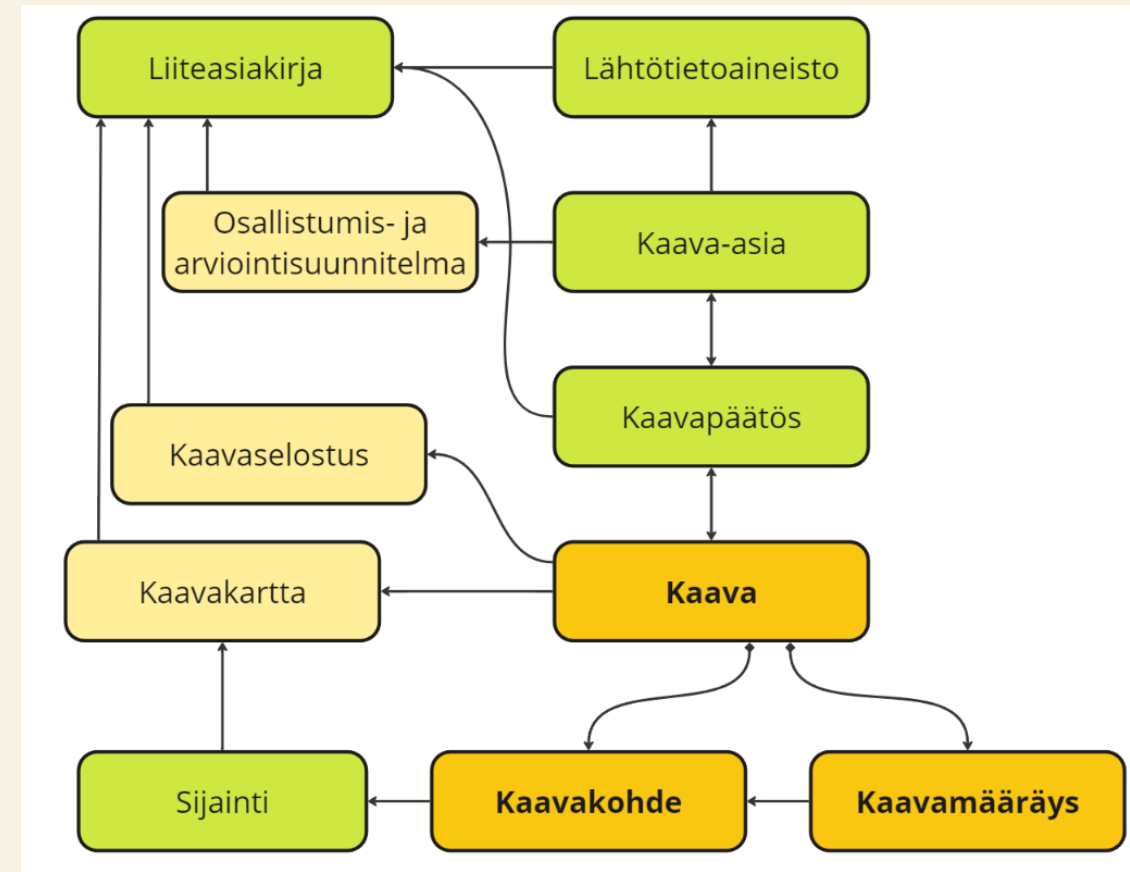 Liiteasiakirja
Lähtötietoaineisto
Osallistumis- ja
arviointisuunnitelma
Kaava-asia
Kaavapäätös
Kaavaselostus
Kaavakartta
Kaava
Sijainti
Kaavakohde
Kaavamääräys